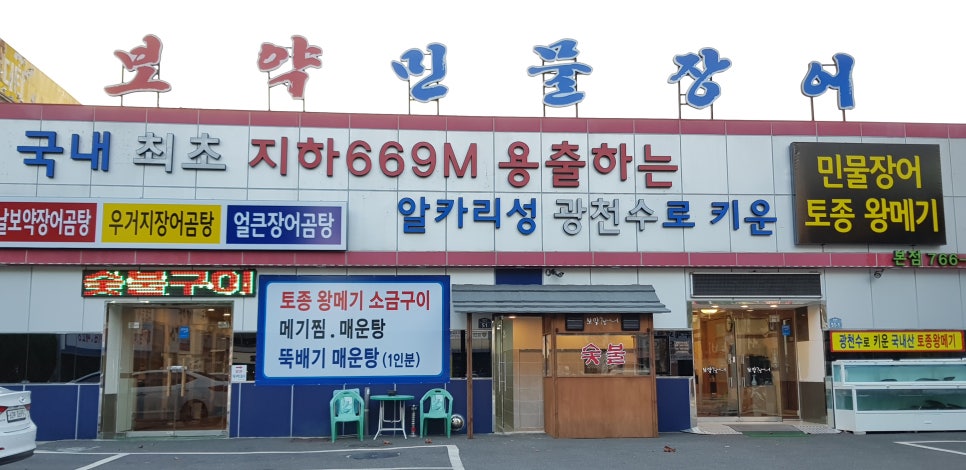 보약 민물 장어
국내 최초 지하669M 용출하는
알카리성 광천수로 키운
민물장어
토종 왕메기
날보약장어곰탕
우거지장어곰탕
얼큰장어곰탕
본점 766-
숯불구이
토종 왕메기 소금구이
메기찜 . 매운탕
뚝배기 매운탕 (1인분)
숯불
광천수로 키운 국내산 토종왕메기